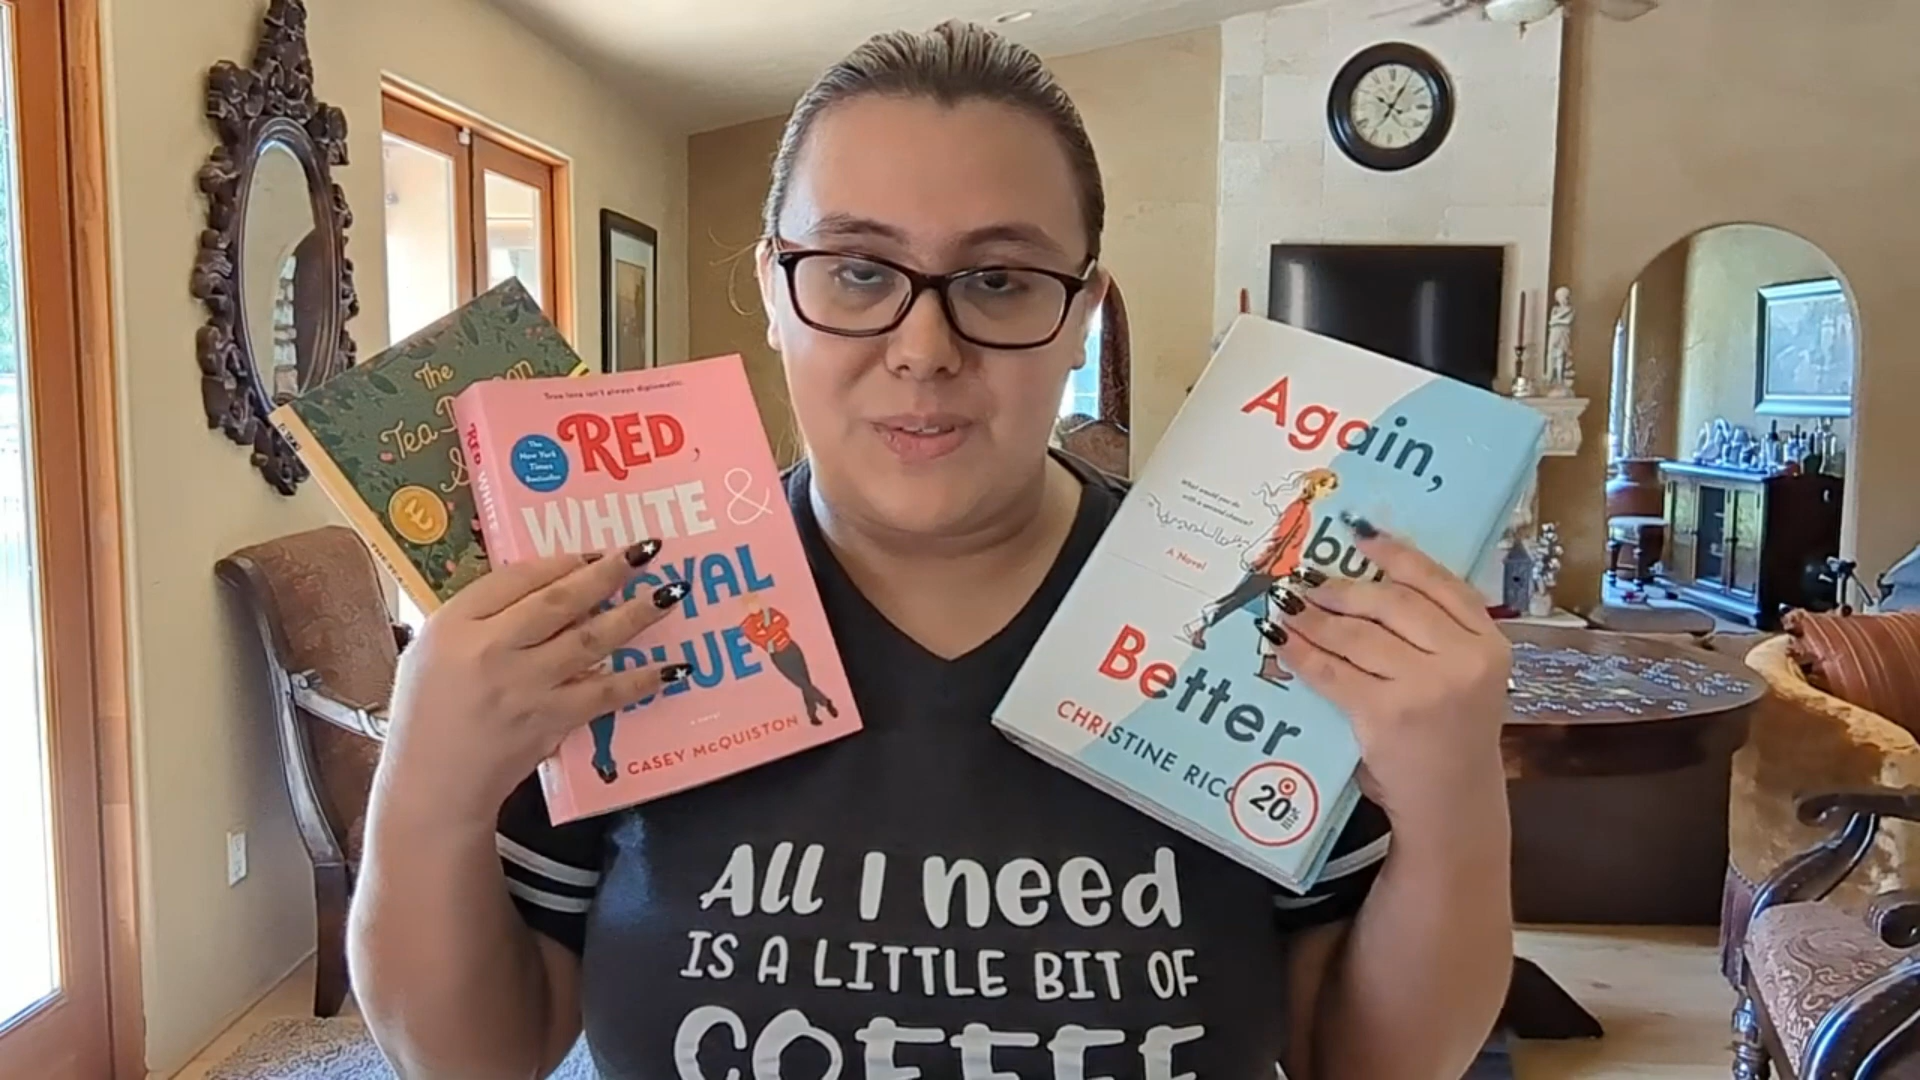 The
Tea
True love isn't always diplomatic.
RED,
WHITE &
ROYAL
BLUE
The
New York
Times
Bestseller
a novel
CASEY McQUISTON
RED, WHITE
Again,
but
Better
What would you do
with a second chance?
A Novel
CHRISTINE RICC
20%
All I need
IS A LITTLE BIT OF
COFFEE